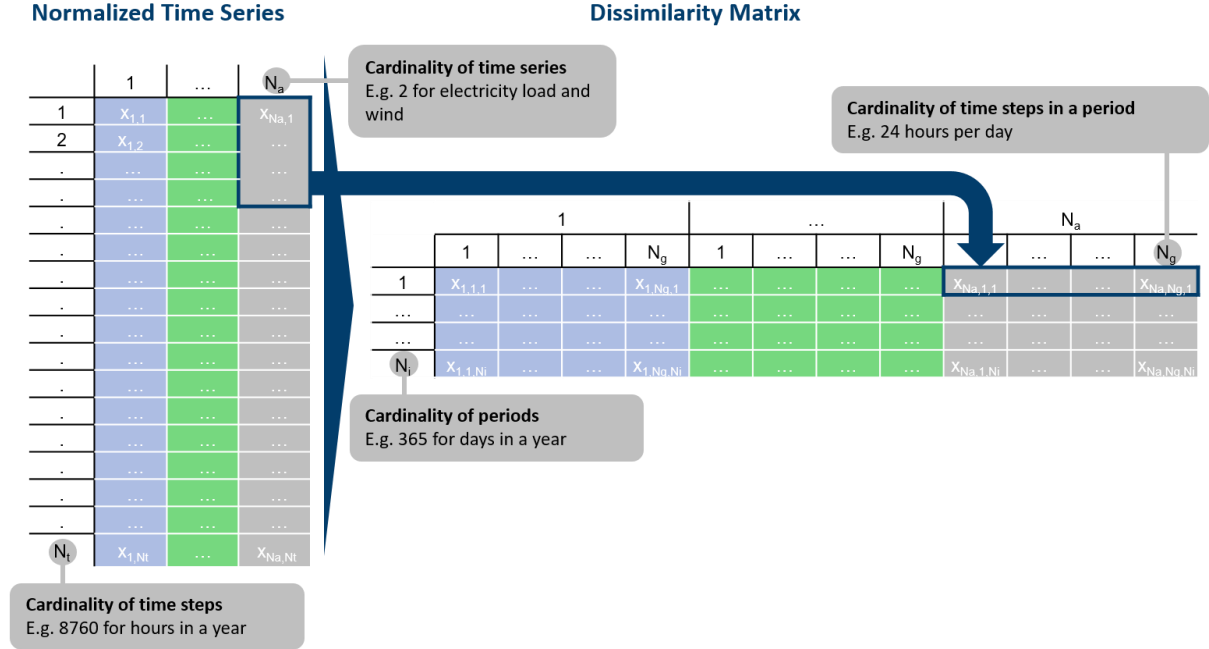 Normalized Time Series
Dissimilarity Matrix
Cardinality of time series
E.g. 2 for electricity load and
wind
Cardinality of time steps in a period
E.g. 24 hours per day
1 … Na
1 x1,1 … xNa,1
2 x1,2 … …
. … … …
. … … …
. … … …
. … … …
. … … …
. … … …
. … … …
. … … …
. … … …
. … … …
. … … …
. … … …
. … … …
. … … …
Nt x1,Nt … xNa,Nt
1 … Na
1 … … Ng 1 … … Ng … … Ng
1 x1,1,1 … … x1,Ng,1 … … … … xNa,1,1 … … xNa,Ng,1
… … … … … … … … … … … … …
… … … … … … … … … … … … …
Ni x1,1,Ni … … x1,Ng,Ni … … … … xNa,1,Ni … … xNa,Ng,Ni
Cardinality of periods
E.g. 365 for days in a year
Cardinality of time steps
E.g. 8760 for hours in a year